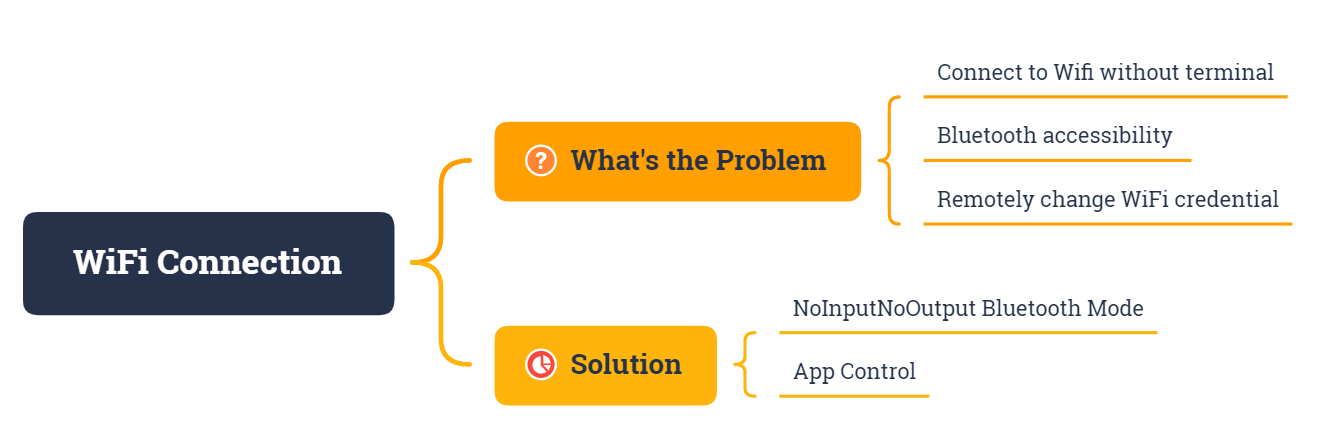 WiFi Connection
What's the Problem
Connect to Wifi without terminal
Bluetooth accessibility
Remotely change WiFi credential
Solution
NoInputNoOutput Bluetooth Mode
App Control